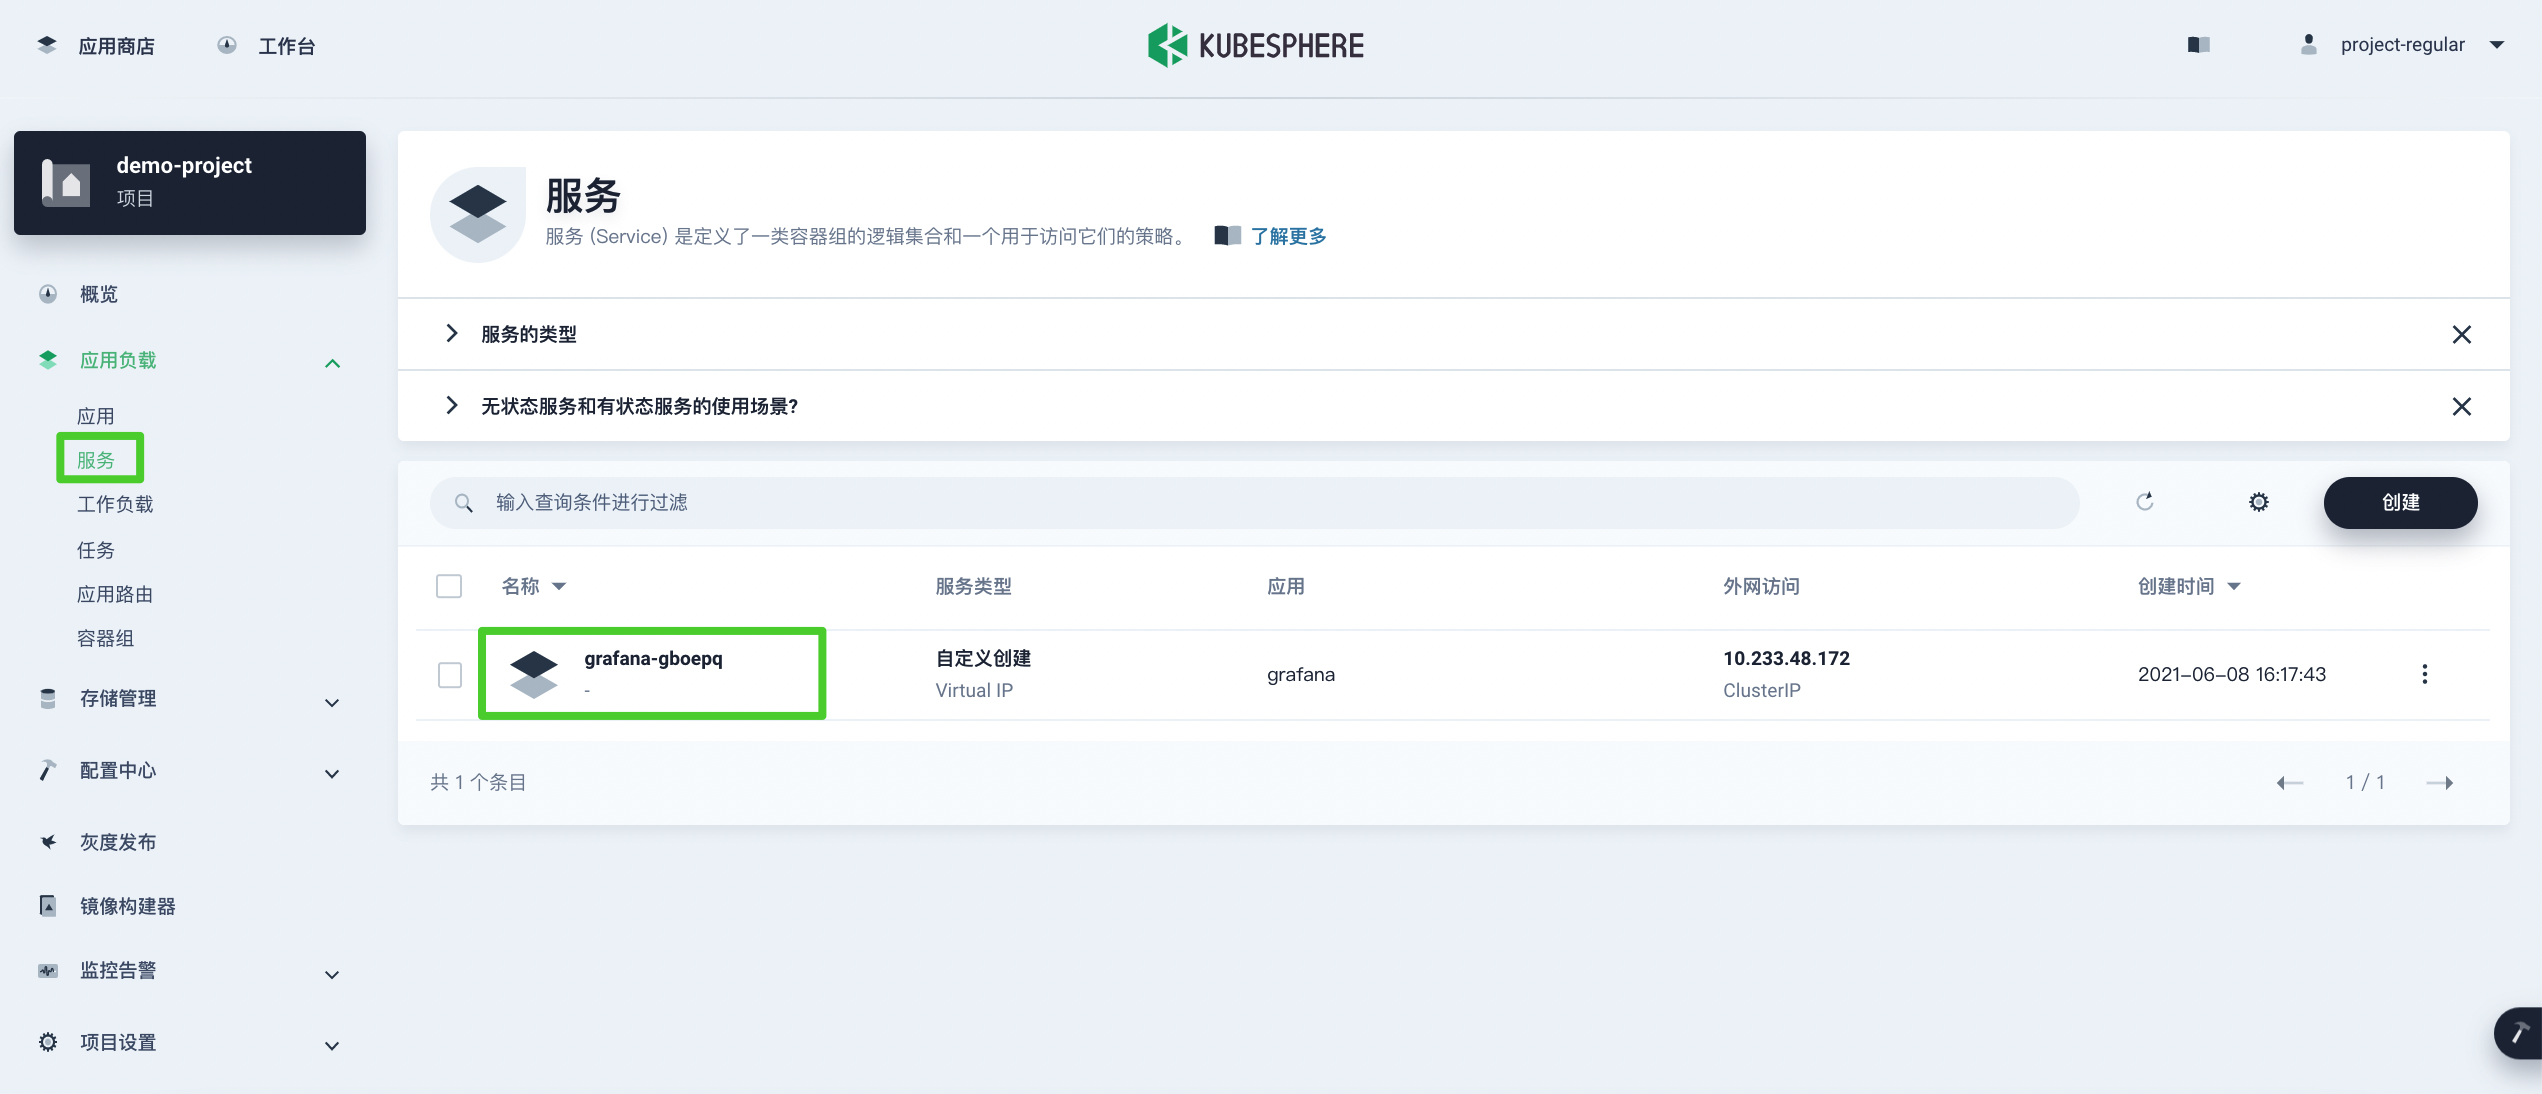 应用商店
工作台
KUBESPHERE
project-regular
demo-project
项目
概览
应用负载
应用
服务
工作负载
任务
应用路由
容器组
存储管理
配置中心
灰度发布
镜像构建器
监控告警
项目设置
服务
服务 (Service) 是定义了一类容器组的逻辑集合和一个用于访问它们的策略。 了解更多
服务的类型
无状态服务和有状态服务的使用场景?
输入查询条件进行过滤
创建
名称 服务类型 应用 外网访问 创建时间
grafana-gboepq 自定义创建 grafana 10.233.48.172 2021-06-08 16:17:43
- Virtual IP ClusterIP
共 1 个条目
1 / 1